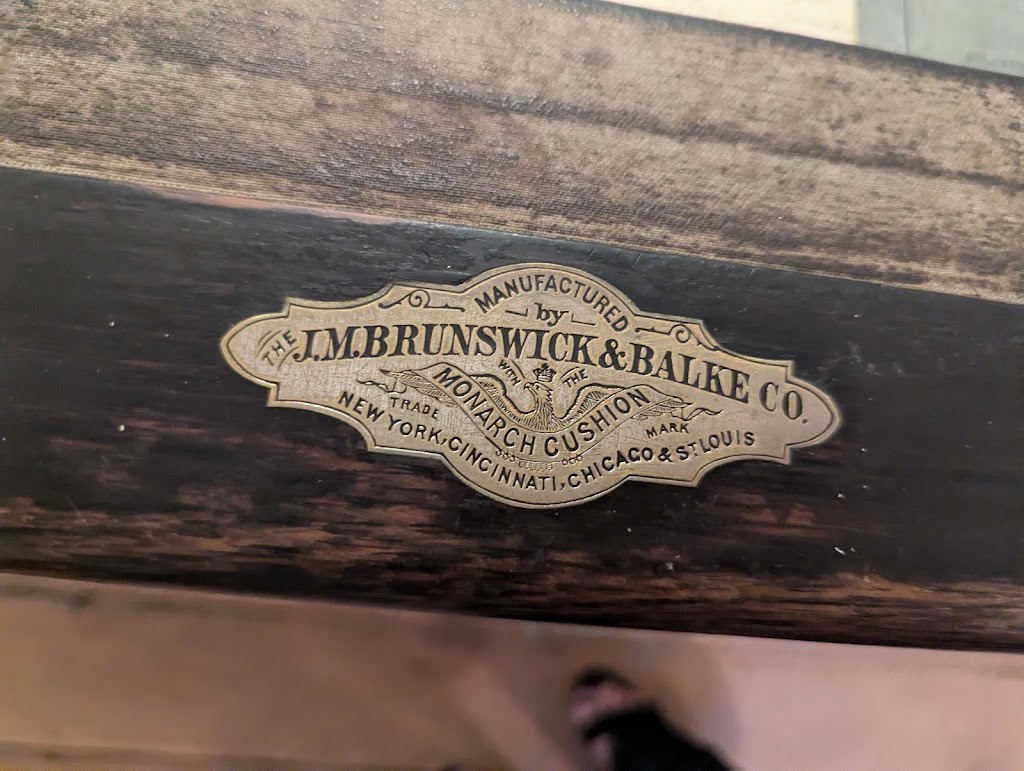 MANUFACTURED
by
THE J.M.BRUNSWICK & BALKE CO.
WITH THE
MONARCH CUSHION
TRADE MARK
NEW YORK, CINCINNATI, CHICAGO & ST. LOUIS